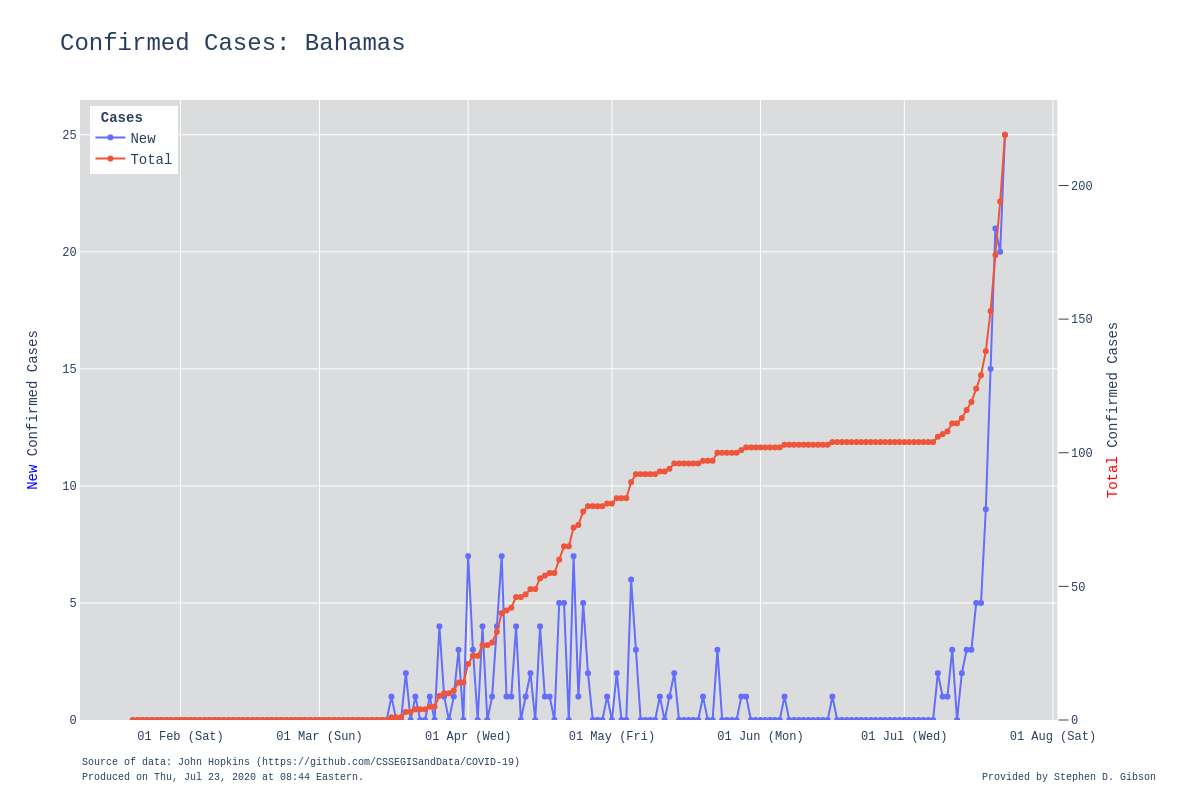 Confirmed Cases: Bahamas
Cases
New
Total
25
20
15
10
5
0
200
150
100
50
0
New Confirmed Cases
Total Confirmed Cases
01 Feb (Sat) 01 Mar (Sun) 01 Apr (Wed) 01 May (Fri) 01 Jun (Mon) 01 Jul (Wed) 01 Aug (Sat)
Source of data: John Hopkins (https://github.com/CSSEGISandData/COVID-19)
Produced on Thu, Jul 23, 2020 at 08:44 Eastern.
Provided by Stephen D. Gibson